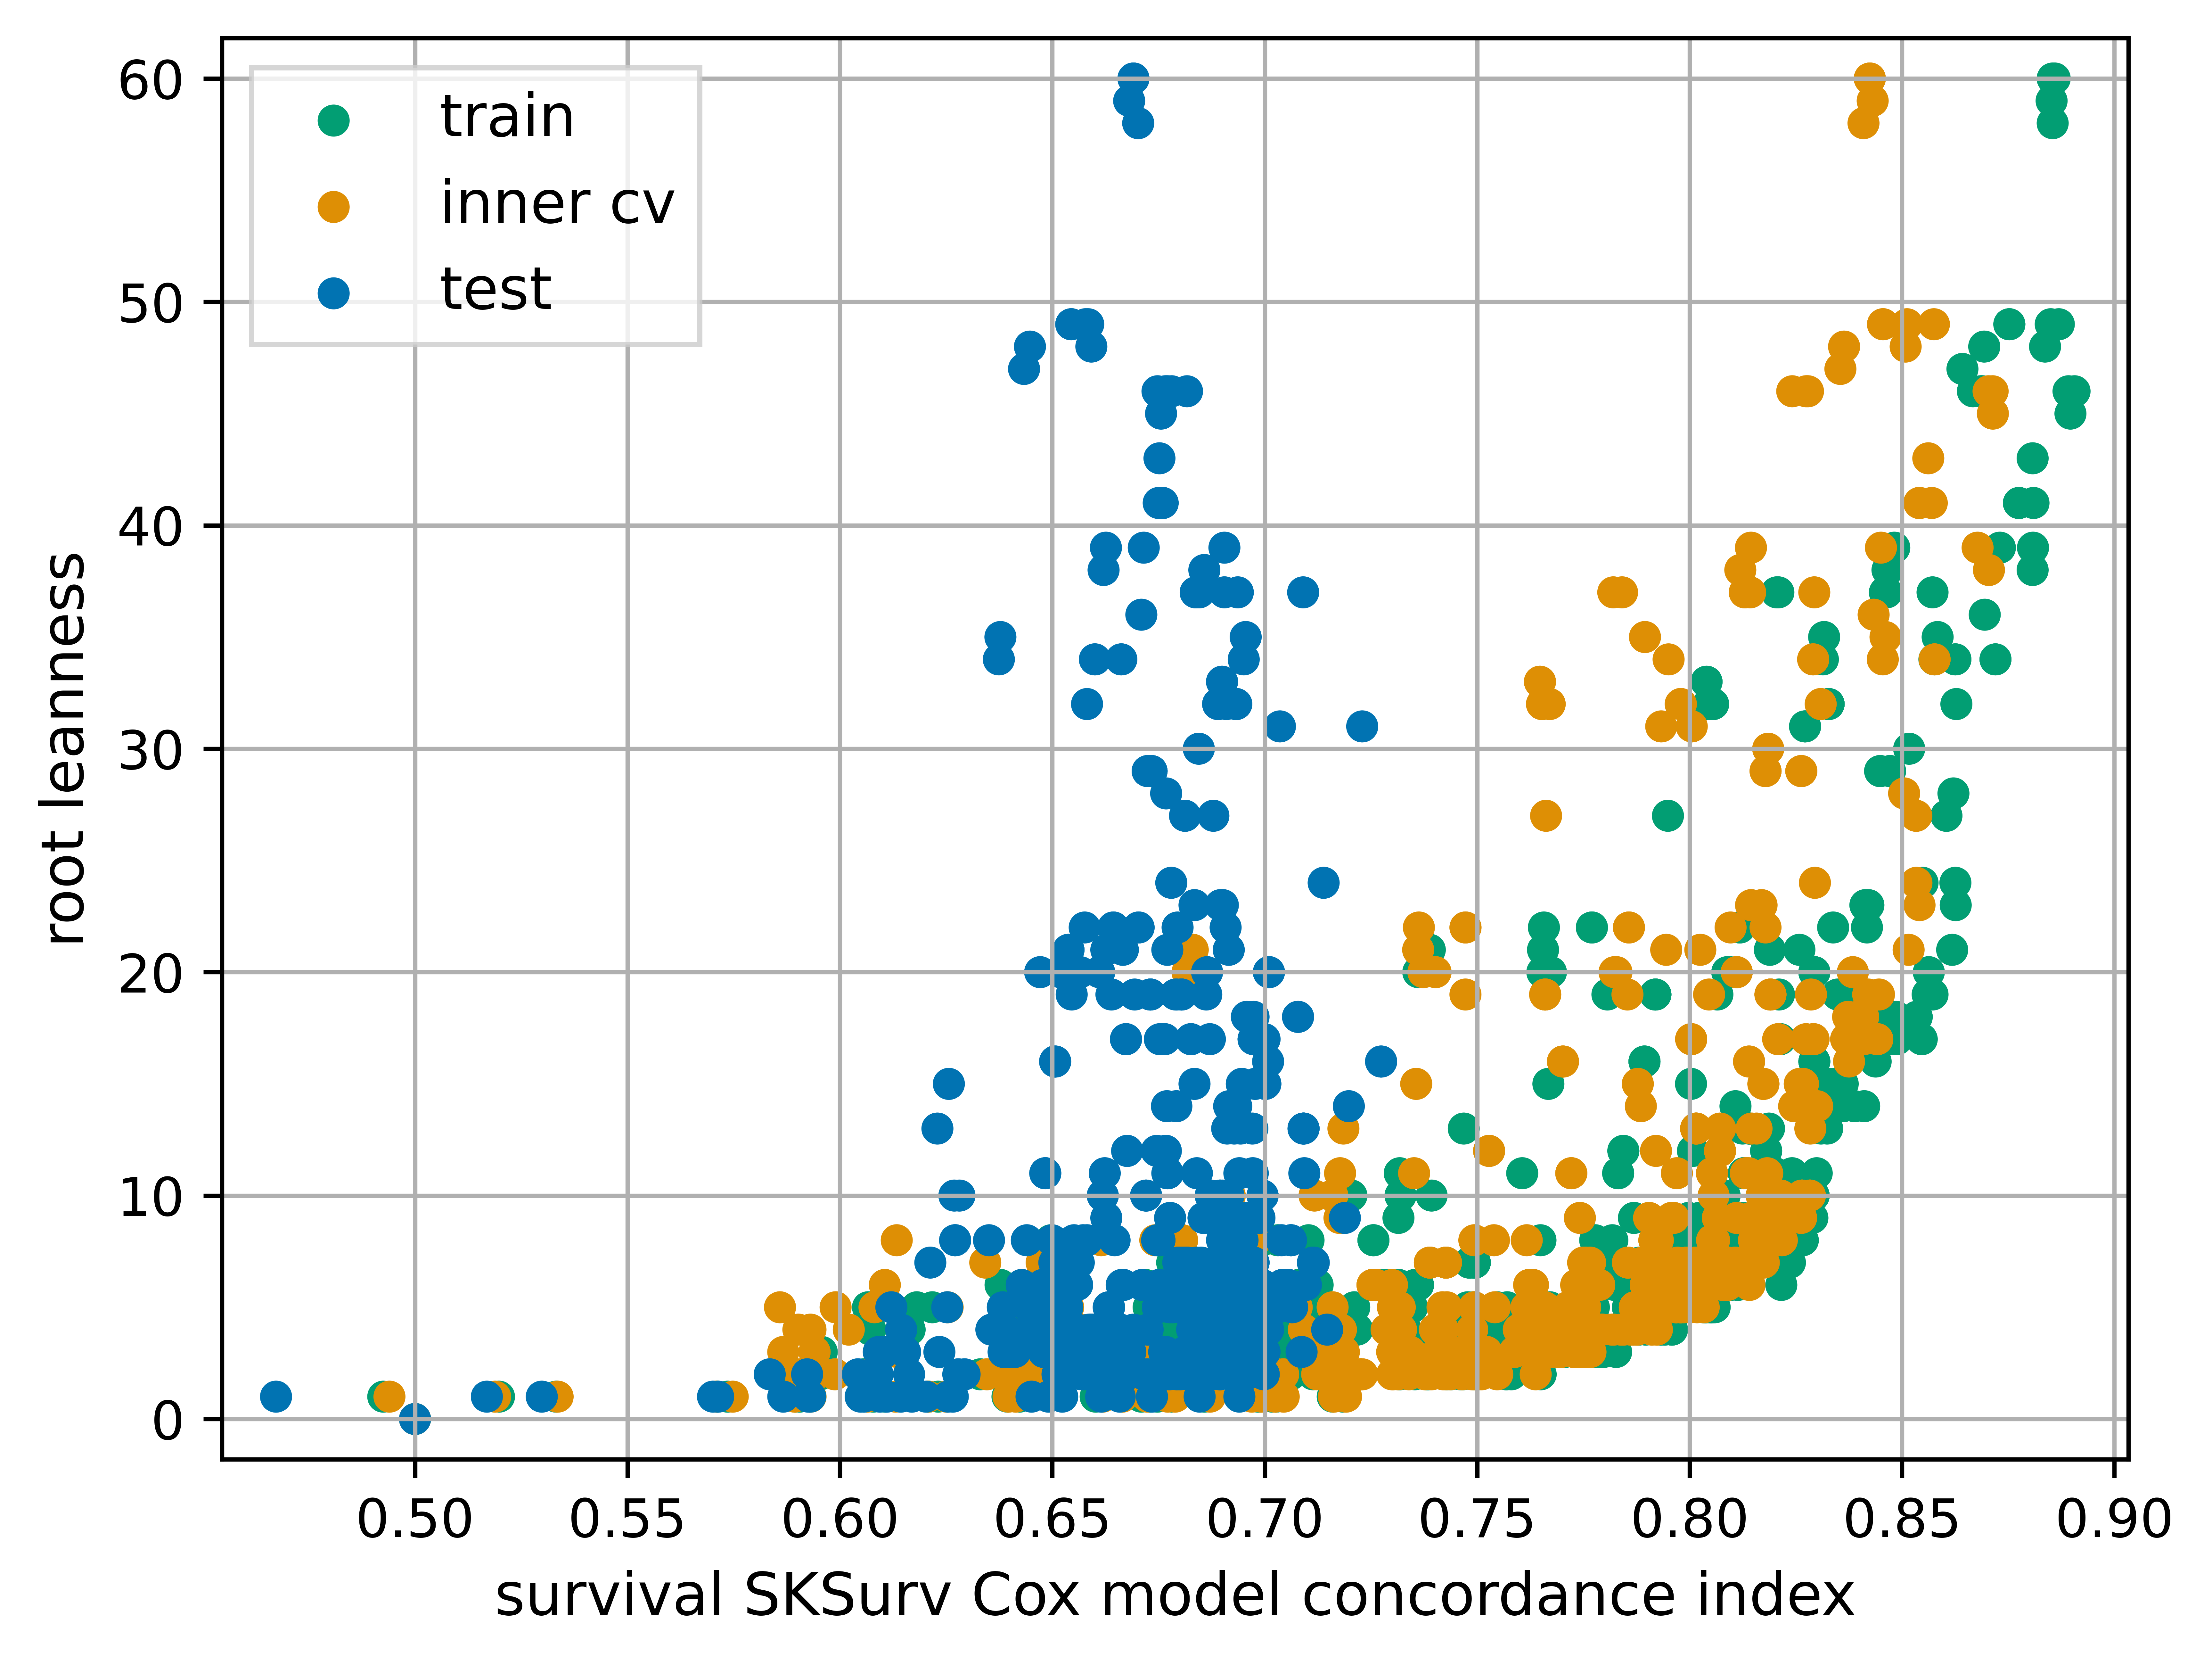 train
inner cv
test
60
50
40
30
20
10
0
root leanness
0.50 0.55 0.60 0.65 0.70 0.75 0.80 0.85 0.90
survival SKSurv Cox model concordance index